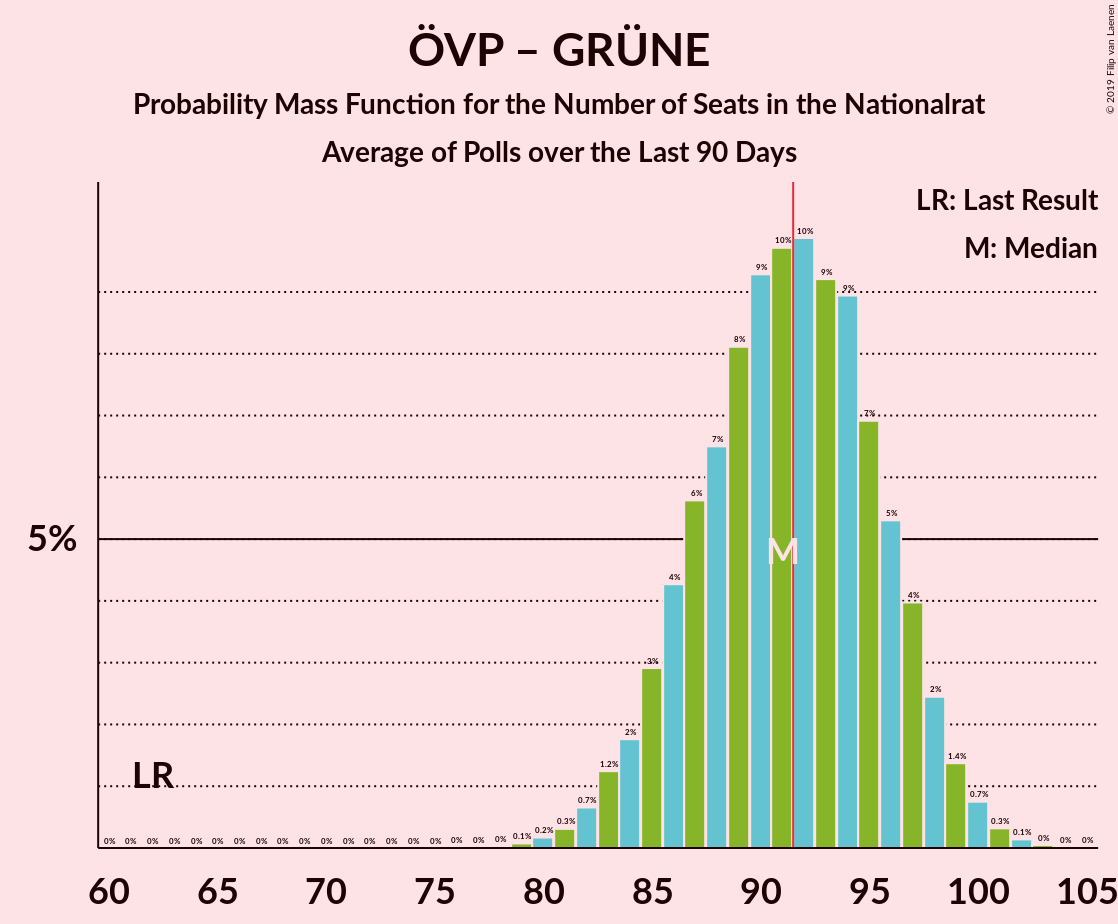 ÖVP – GRÜNE
Probability Mass Function for the Number of Seats in the Nationalrat
Average of Polls over the Last 90 Days
© 2019 Filip van Laenen
LR: Last Result
M: Median
5%
0% 0% 0% 0% 0% 0% 0% 0% 0% 0% 0% 0% 0% 0% 0% 0% 0% 0% 0% 0.1% 0.2% 0.3% 0.7% 1.2% 2% 3% 4% 6% 7% 8% 9% 10% 10% 9% 9% 7% 5% 4% 2% 1.4% 0.7% 0.3% 0.1% 0% 0% 0%
M
LR
60 65 70 75 80 85 90 95 100 105